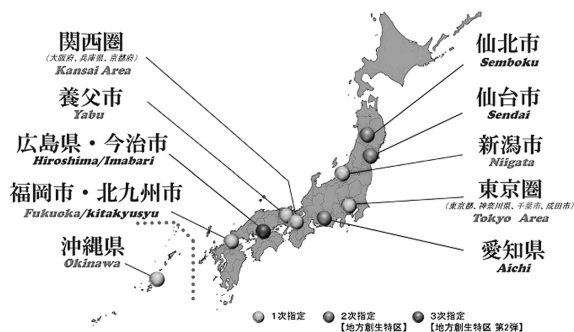 関西圏
（大阪府、兵庫県、京都府）
Kansai Area
養父市
Yabu
広島県・今治市
Hiroshima/Imabari
福岡市・北九州市
Fukuoka/kitakyusyu
沖縄県
Okinawa
仙北市
Semboku
仙台市
Sendai
新潟市
Niigata
東京圏
（東京都、神奈川県、千葉市、成田市）
Tokyo Area
愛知県
Aichi
1次指定
2次指定
【地方創生特区】
3次指定
【地方創生特区 第2弾】